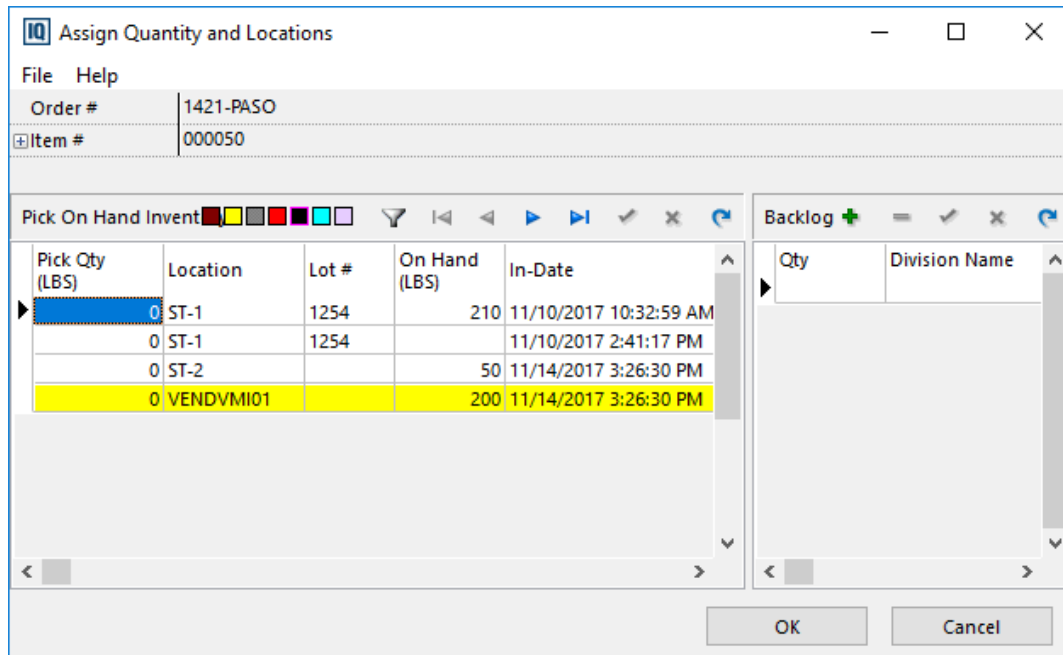 IQ Assign Quantity and Locations
File Help
Order # 1421-PASO
Item # 000050
Pick On Hand Invent Backlog
Pick Qty (LBS) Location Lot # On Hand (LBS) In-Date Qty Division Name
0 ST-1 1254 210 11/10/2017 10:32:59 AM
0 ST-1 1254 11/10/2017 2:41:17 PM
0 ST-2 50 11/14/2017 3:26:30 PM
0 VENDVMI01 200 11/14/2017 3:26:30 PM
OK Cancel